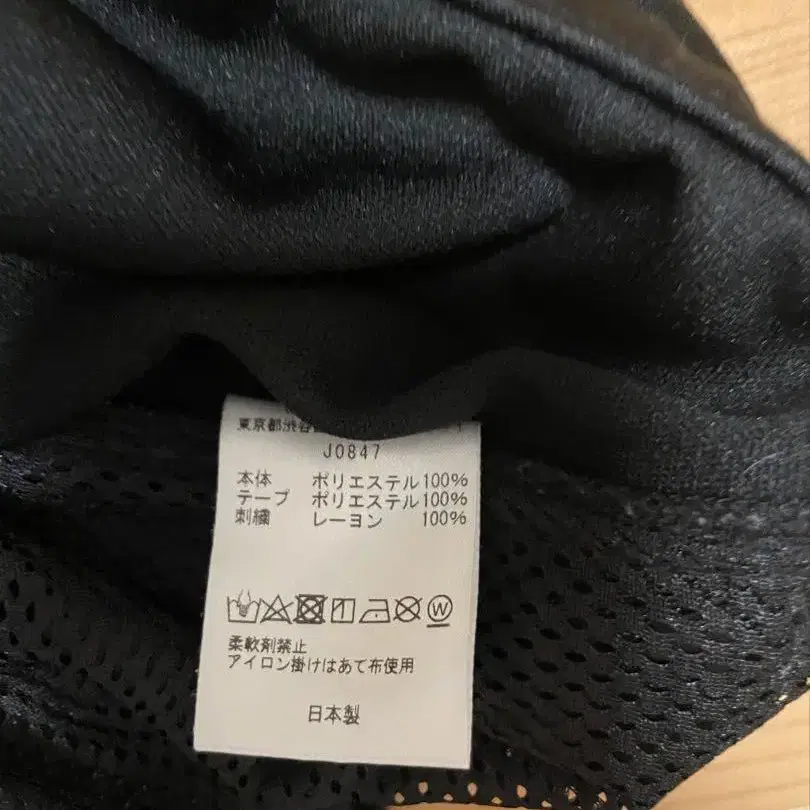 東京都渋谷
J0847
本体 ポリエステル100%
テープ ポリエステル100%
刺繍 レーヨン 100%
W
柔軟剤禁止
アイロン掛けはあて布使用
日本製